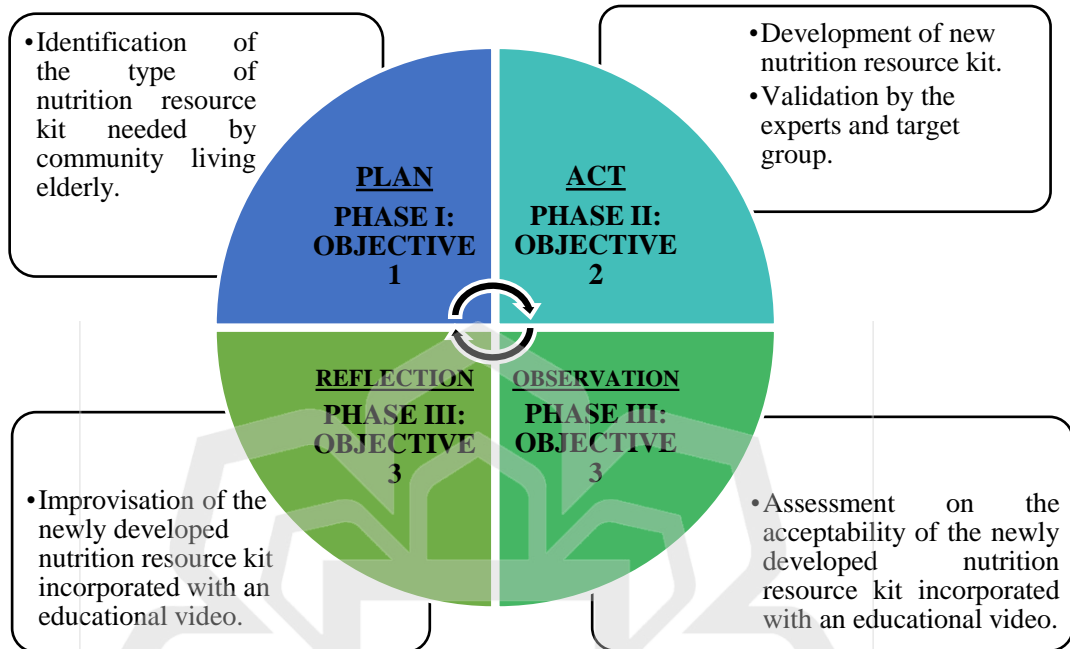 •Identification of
the type of
nutrition resource
kit needed by
community living
elderly.
•Development of new
nutrition resource kit.
•Validation by the
experts and target
group.
PLAN
PHASE I:
OBJECTIVE
1
ACT
PHASE II:
OBJECTIVE
2
REFLECTION
PHASE III:
OBJECTIVE
3
OBSERVATION
PHASE III:
OBJECTIVE
3
•Improvisation of the
newly developed
nutrition resource kit
incorporated with an
educational video.
•Assessment on the
acceptability of the newly
developed nutrition
resource kit incorporated
with an educational video.